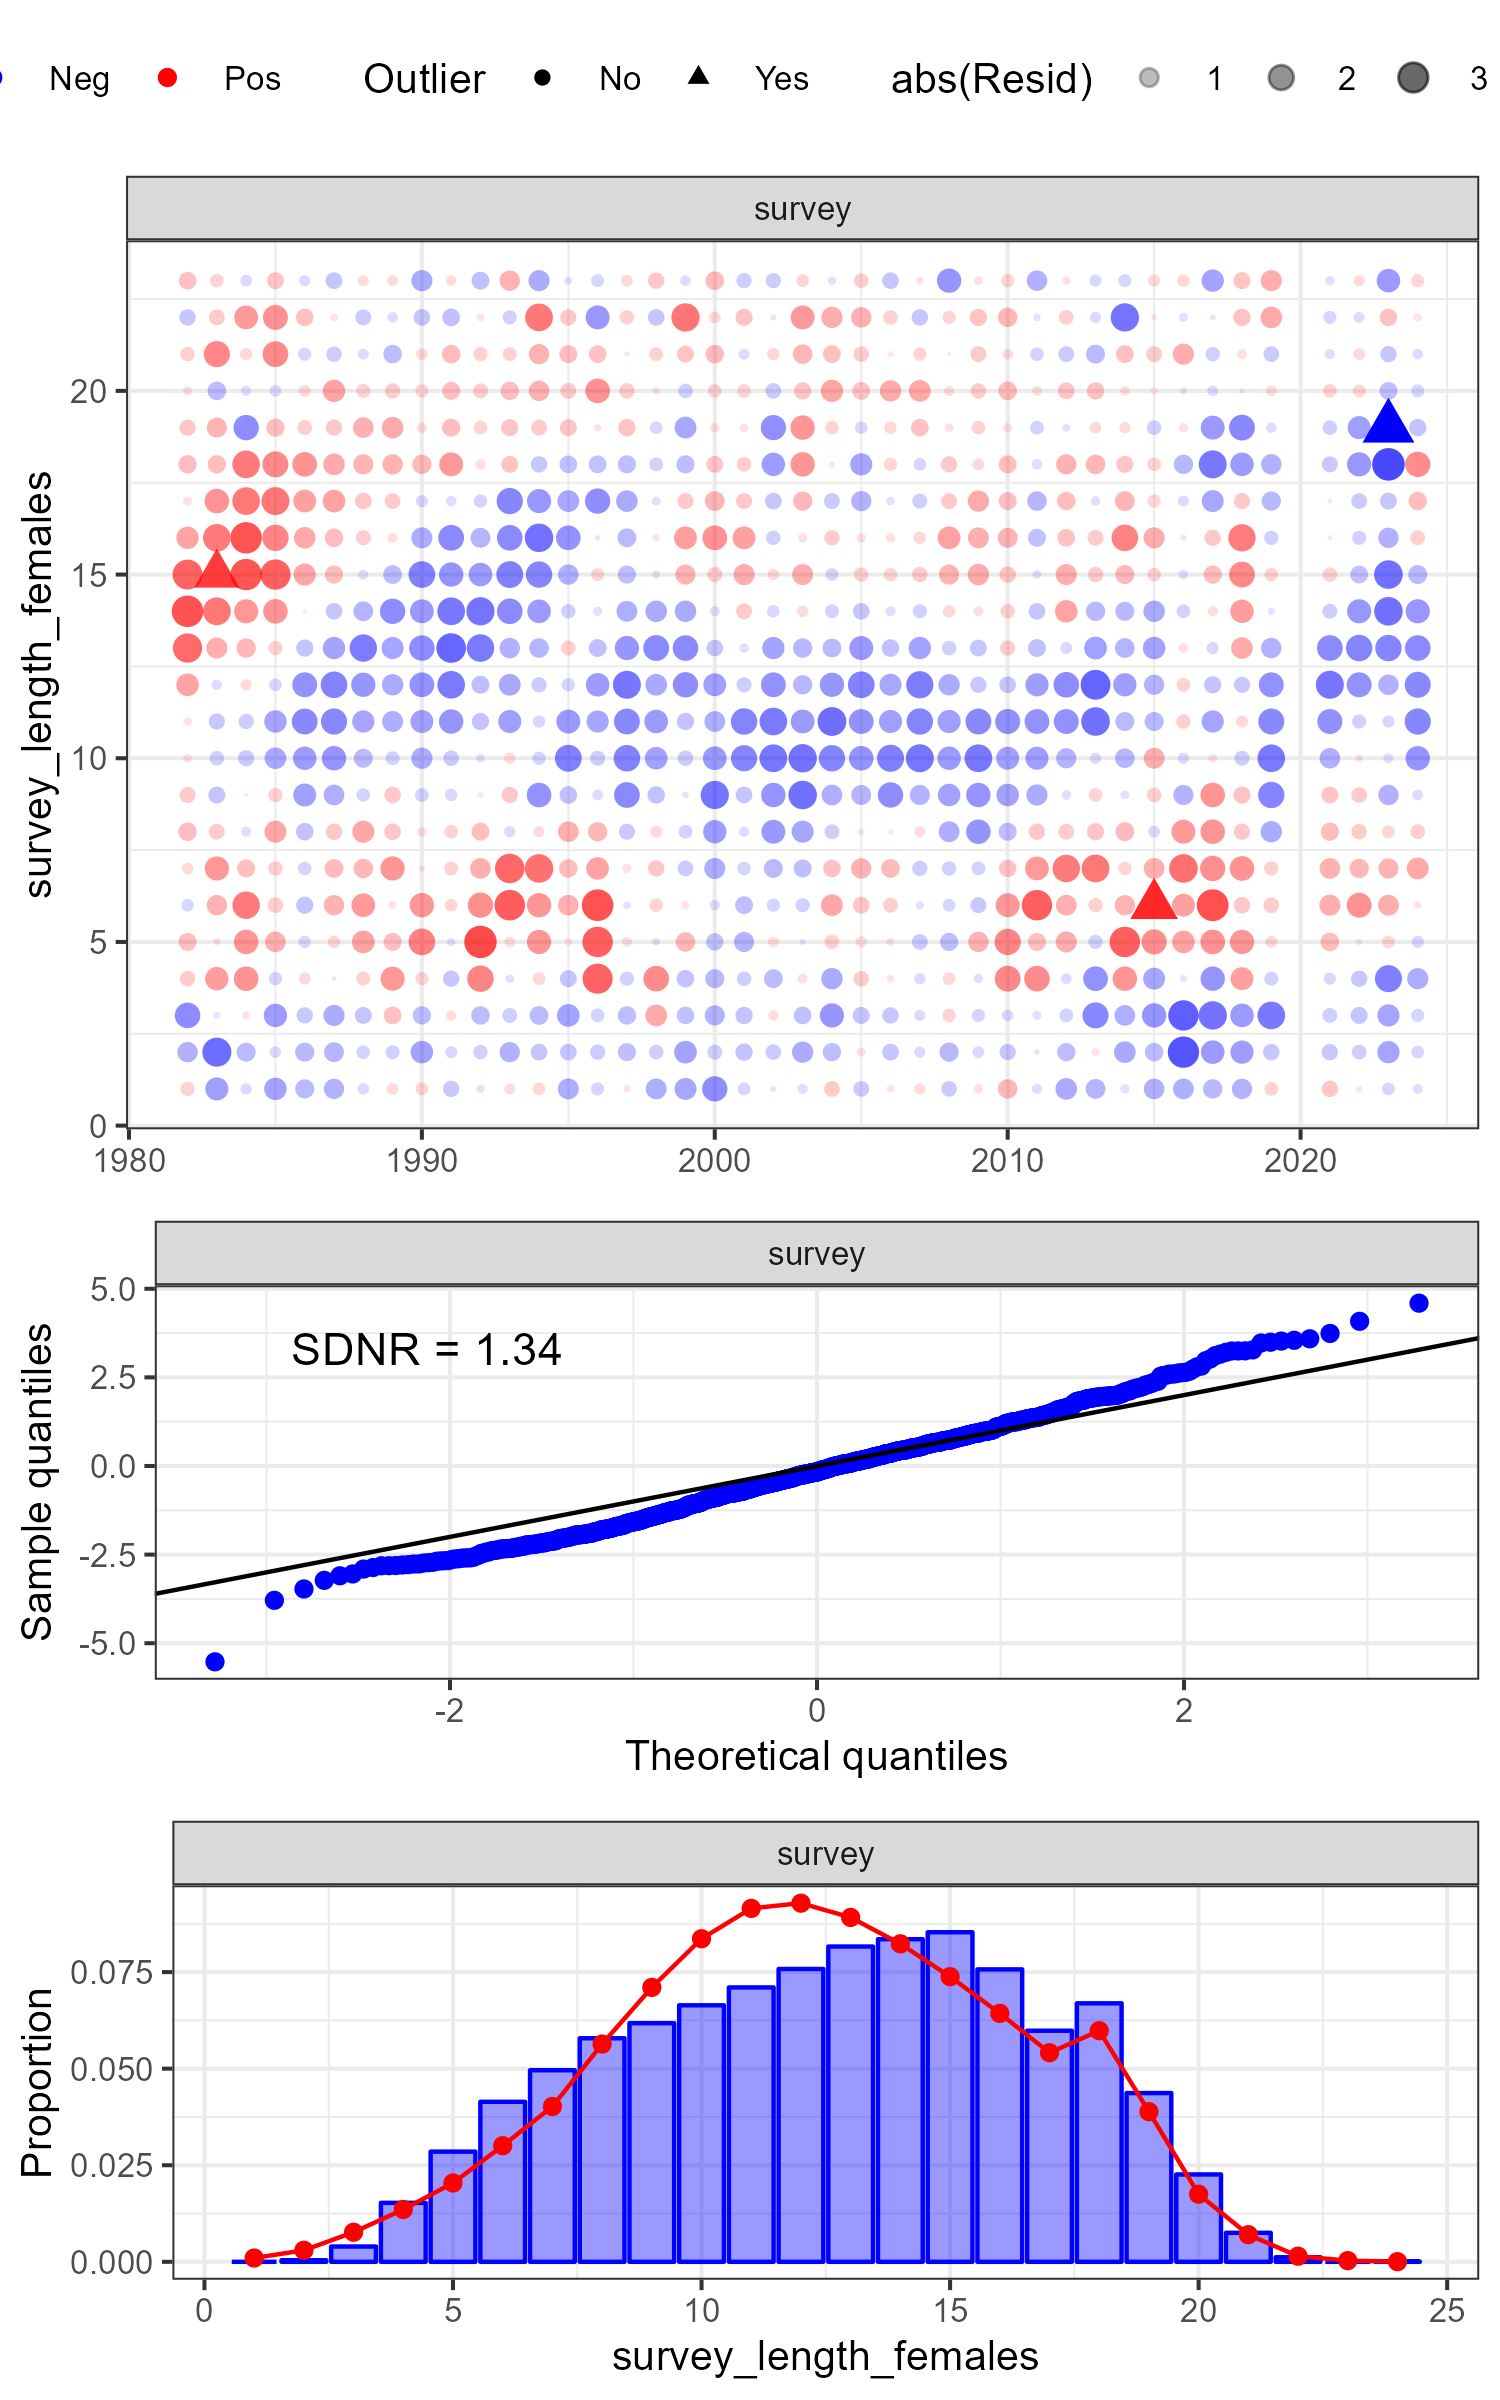 Neg Pos Outlier No Yes abs(Resid) 1 2 3
survey
survey_length_females
20
15
10
5
0
1980 1990 2000 2010 2020
survey
Sample quantiles
SDNR = 1.34
5.0
2.5
0.0
-2.5
-5.0
-2 0 2
Theoretical quantiles
survey
Proportion
0.075
0.050
0.025
0.000
0 5 10 15 20 25
survey_length_females